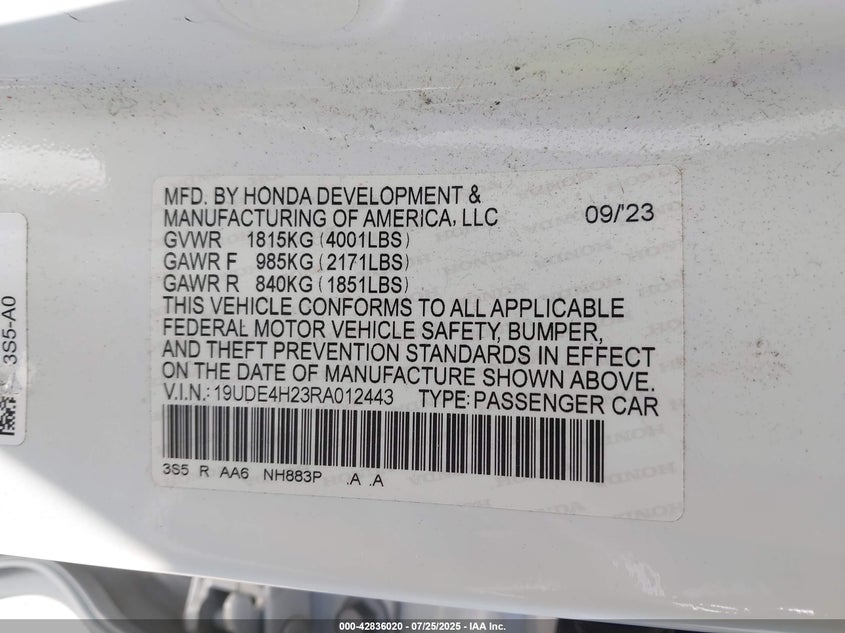 MFD. BY HONDA DEVELOPMENT &
MANUFACTURING OF AMERICA, LLC 09/'23
GVWR 1815KG (4001LBS)
GAWR F 985KG (2171LBS)
GAWR R 840KG (1851LBS)
THIS VEHICLE CONFORMS TO ALL APPLICABLE
FEDERAL MOTOR VEHICLE SAFETY, BUMPER,
AND THEFT PREVENTION STANDARDS IN EFFECT
ON THE DATE OF MANUFACTURE SHOWN ABOVE.
V.I.N.: 19UDE4H23RA012443 TYPE: PASSENGER CAR
3S5 R AA6 NH883P .A .A
3S5-A0
HONDA
000-42836020 / 07/25/2025 - IAA Inc.